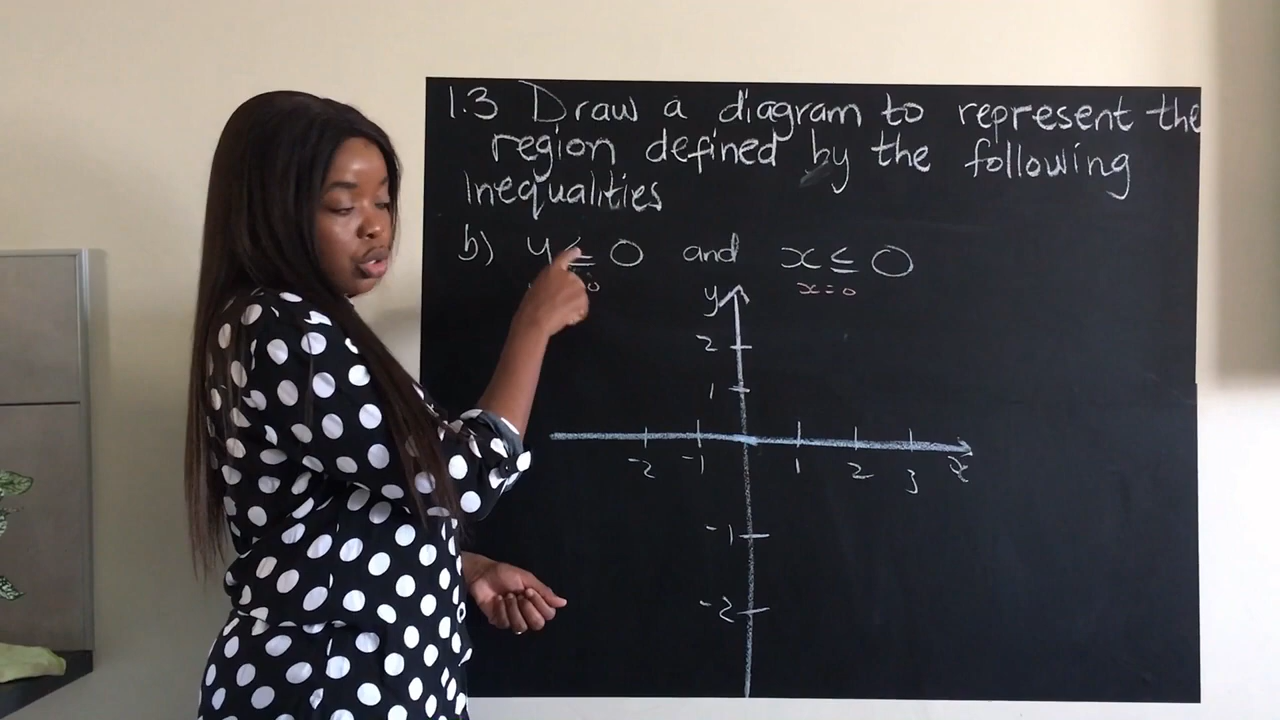 1.3 Draw a diagram to represent the
region defined by the following
Inequalities
b) y ≤ 0 and x ≤ 0
0 x=0
y
2
1
-2 -1 1 2 3 x
-1
-2